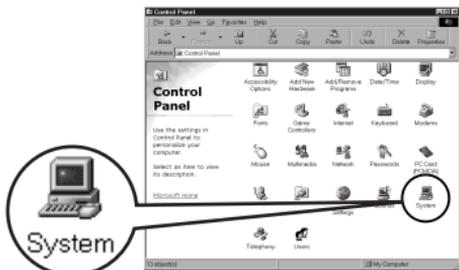 Control Panel
File Edit View Go Favorites Help
Back Up Cut Copy Paste Undo Delete Properties
Address Control Panel
Control Panel
Use the settings in
Control Panel to
personalize your
computer.
Select an item to view
its description.
Microsoft Home
Accessibility Options
Add New Hardware
Add/Remove Programs
Date/Time
Display
Fonts
Game Controllers
Internet
Keyboard
Modems
Mouse
Multimedia
Network
Passwords
PC Card (PCMCIA)
Settings
System
Telephony
Users
System
My Computer